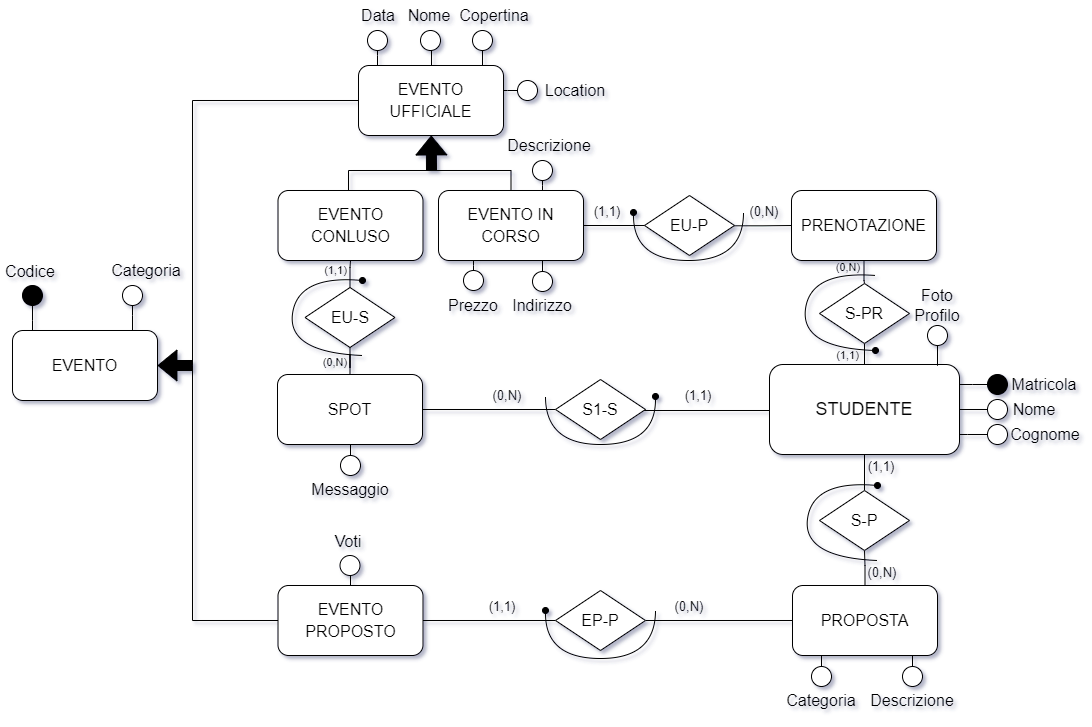 Data
Nome
Copertina
EVENTO
UFFICIALE
Location
Descrizione
EVENTO
CONLUSO
EVENTO IN
CORSO
(1,1)
EU-P
(0,N)
PRENOTAZIONE
Codice
Categoria
(1,1)
Prezzo
Indirizzo
(0,N)
Foto
Profilo
EU-S
S-PR
EVENTO
(0,N)
(1,1)
SPOT
(0,N)
S1-S
(1,1)
STUDENTE
Matricola
Nome
Cognome
Messaggio
(1,1)
S-P
Voti
(0,N)
EVENTO
PROPOSTO
(1,1)
EP-P
(0,N)
PROPOSTA
Categoria
Descrizione